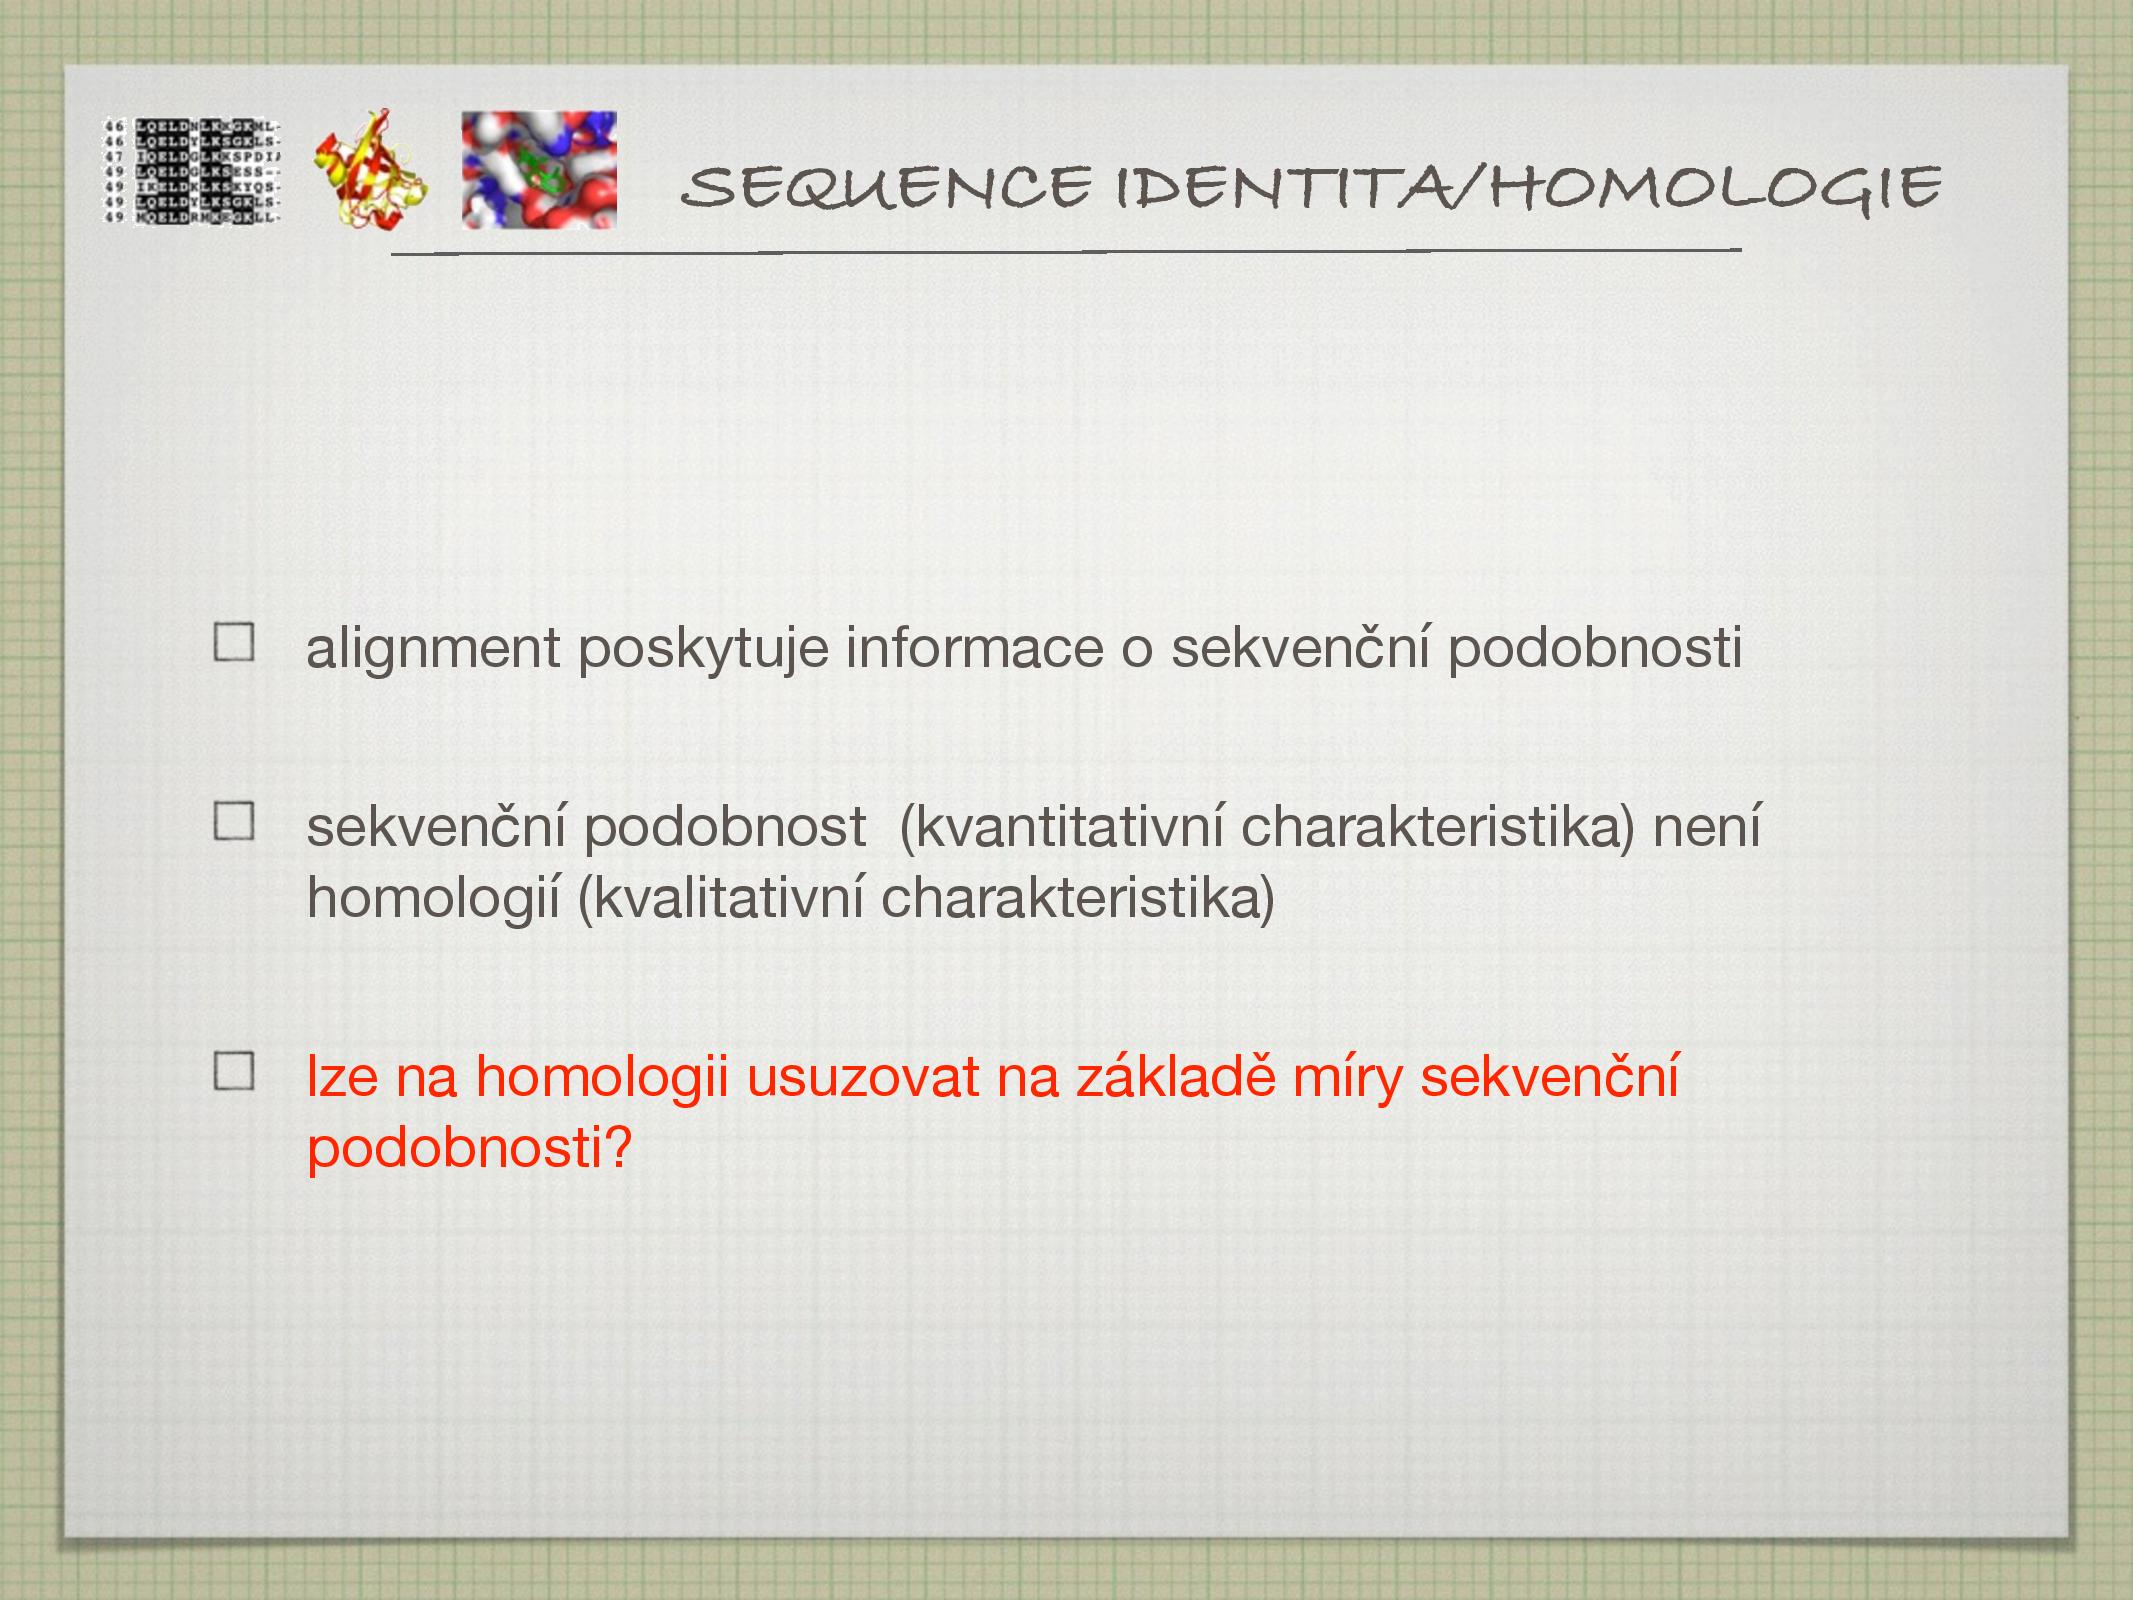 46 LQELDNLKKGKML-
46 LQELDYLKSGKLS-
47 IQELDGLKKSPDI
49 LQELDGLKSESS--
49 IKELDKLKSKYQS-
49 LQELDYLKSGKLS-
49 MQELDRMKEGKLL-
SEQUENCE IDENTITA/HOMOLOGIE
alignment poskytuje informace o sekvenční podobnosti
sekvenční podobnost  (kvantitativní charakteristika) není
homologií (kvalitativní charakteristika)
lze na homologii usuzovat na základě míry sekvenční
podobnosti?